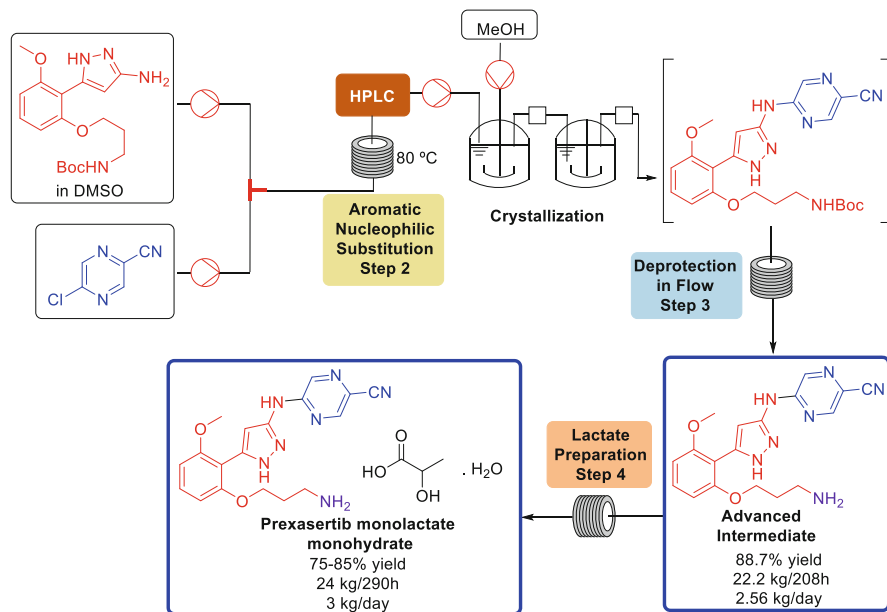 MeOH
HN
N
NH₂
O
O
BocHN
in DMSO
HPLC
80 ºC
Aromatic
Nucleophilic
Substitution
Step 2
N
CN
Cl
N
Crystallization
N
CN
HN
N
O
N
N
H
O
NHBoc
Deprotection
in Flow
Step 3
N
CN
HN
N
O
N
N
H
O
NH₂
Prexasertib monolactate
monohydrate
75-85% yield
24 kg/290h
3 kg/day
O
HO
OH
. H₂O
Lactate
Preparation
Step 4
N
CN
HN
N
O
N
N
H
O
NH₂
Advanced
Intermediate
88.7% yield
22.2 kg/208h
2.56 kg/day